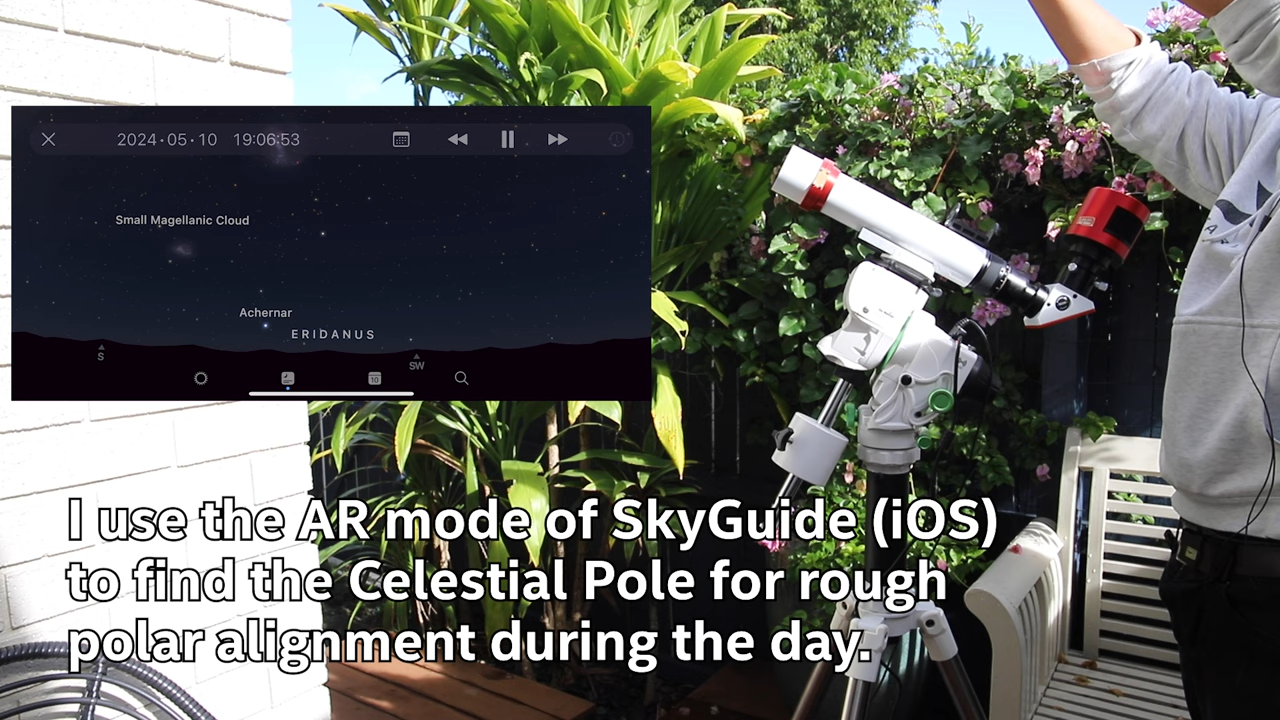 2024•05•10 19:06:53
Small Magellanic Cloud
Achernar
ERIDANUS
S
SW
10
I use the AR mode of SkyGuide (iOS)
to find the Celestial Pole for rough
polar alignment during the day.